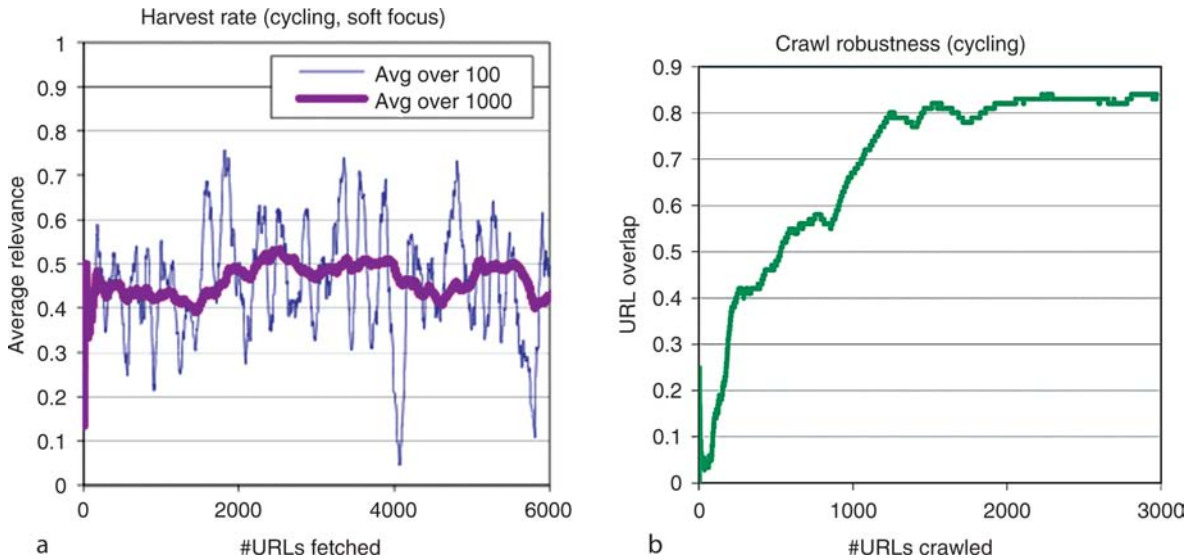 Harvest rate (cycling, soft focus)
1
0.9
0.8
0.7
0.6
0.5
0.4
0.3
0.2
0.1
0
Average relevance
Avg over 100
Avg over 1000
0 2000 4000 6000
#URLs fetched
a
Crawl robustness (cycling)
0.9
0.8
0.7
0.6
0.5
0.4
0.3
0.2
0.1
0
URL overlap
0 1000 2000 3000
#URLs crawled
b